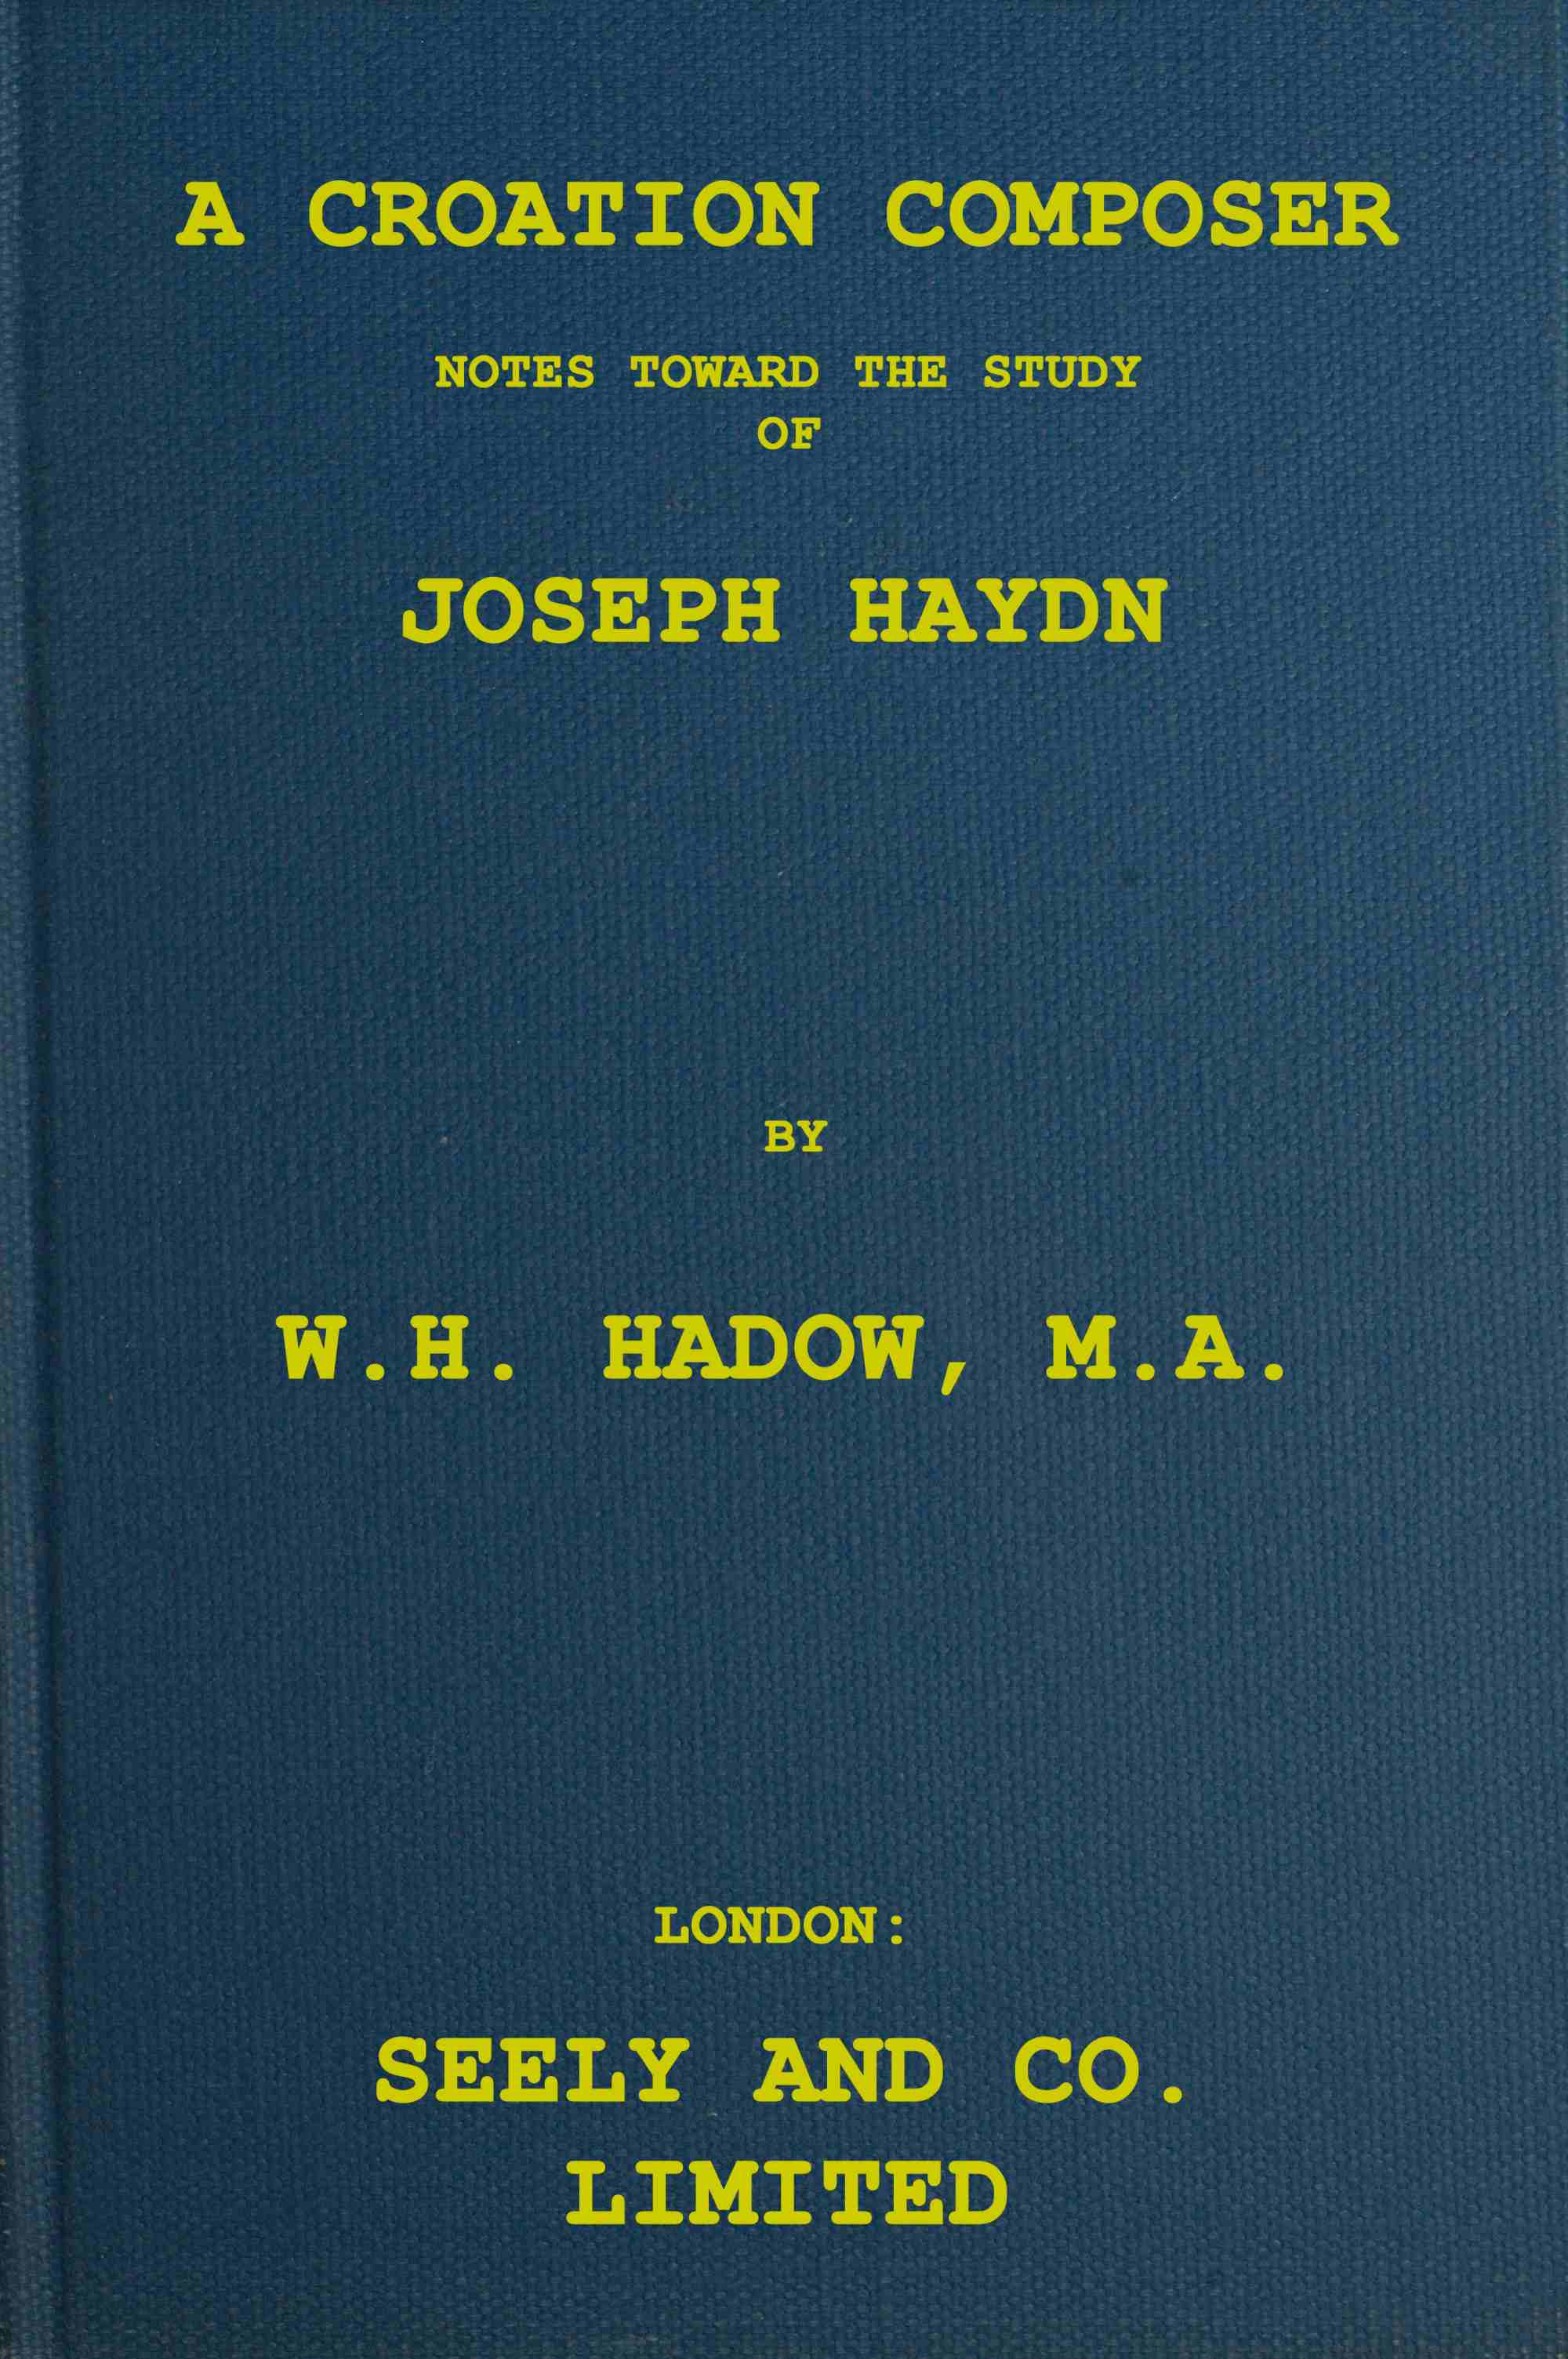 A CROATION COMPOSER
NOTES TOWARD THE STUDY
OF
JOSEPH HAYDN
BY
W.H. HADOW, M.A.
LONDON:
SEELY AND CO.
LIMITED